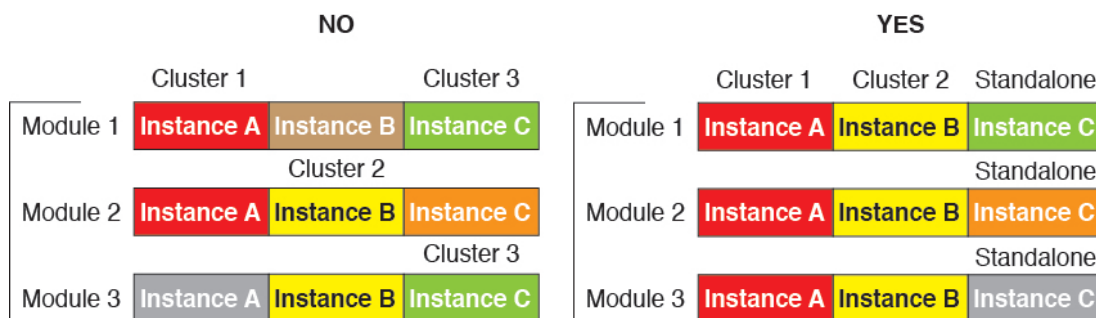 NO
Cluster 1 Cluster 3
Module 1 Instance A Instance B Instance C
Cluster 2
Module 2 Instance A Instance B Instance C
Cluster 3
Module 3 Instance A Instance B Instance C
YES
Cluster 1 Cluster 2 Standalone
Module 1 Instance A Instance B Instance C
Standalone
Module 2 Instance A Instance B Instance C
Standalone
Module 3 Instance A Instance B Instance C